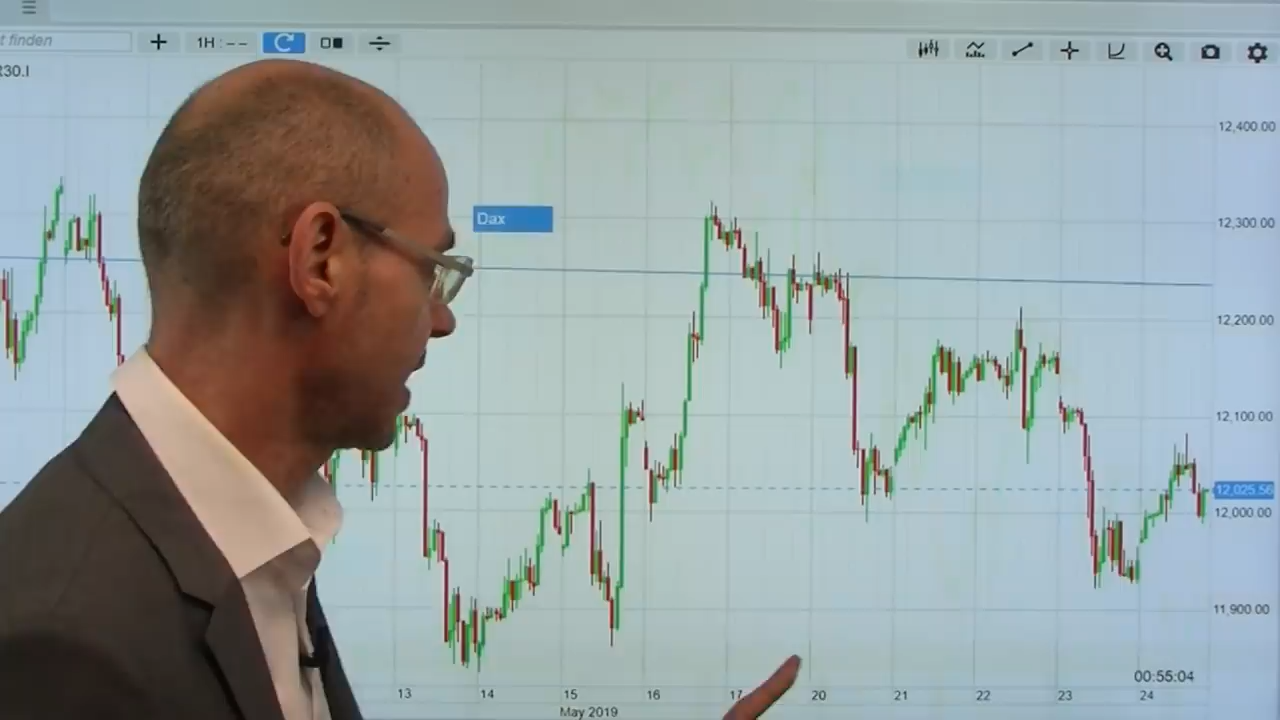 t finden
1H : --
R30.I
Dax
12,400.00
12,300.00
12,200.00
12,100.00
12,025.56
12,000.00
11,900.00
00:55:04
13 14 15 16 17 20 21 22 23 24
May 2019